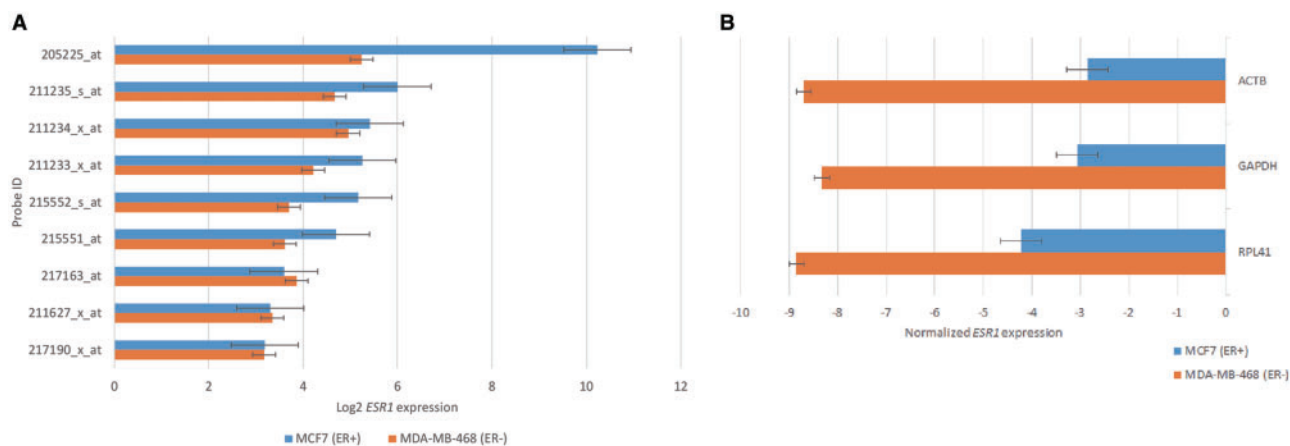 A
Probe ID
205225_at
211235_s_at
211234_x_at
211233_x_at
215552_s_at
215551_at
217163_at
211627_x_at
217190_x_at
0 2 4 6 8 10 12
Log2 ESR1 expression
MCF7 (ER+) MDA-MB-468 (ER-)
B
ACTB
GAPDH
RPL41
-10 -9 -8 -7 -6 -5 -4 -3 -2 -1 0
Normalized ESR1 expression
MCF7 (ER+)
MDA-MB-468 (ER-)